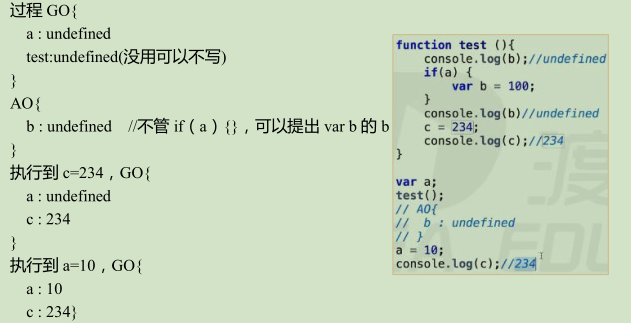 过程 GO{
a : undefined
test:undefined(没用可以不写)
}
AO{
b : undefined //不管 if（a）{}，可以提出 var b 的 b
}
执行到 c=234，GO{
a : undefined
c : 234
}
执行到 a=10，GO{
a : 10
c : 234}
function test (){
console.log(b);//undefined
if(a) {
var b = 100;
}
console.log(b)//undefined
c = 234;
console.log(c);//234
}
var a;
test();
// AO{
// b : undefined
// }
a = 10;
console.log(c);//234
渡
EDU